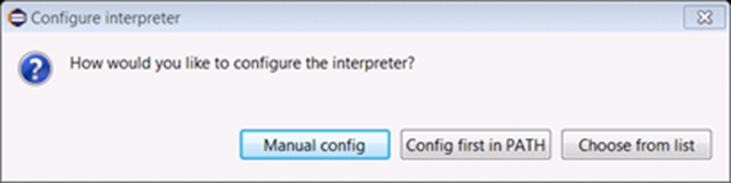 Configure interpreter
How would you like to configure the interpreter?
Manual config
Config first in PATH
Choose from list